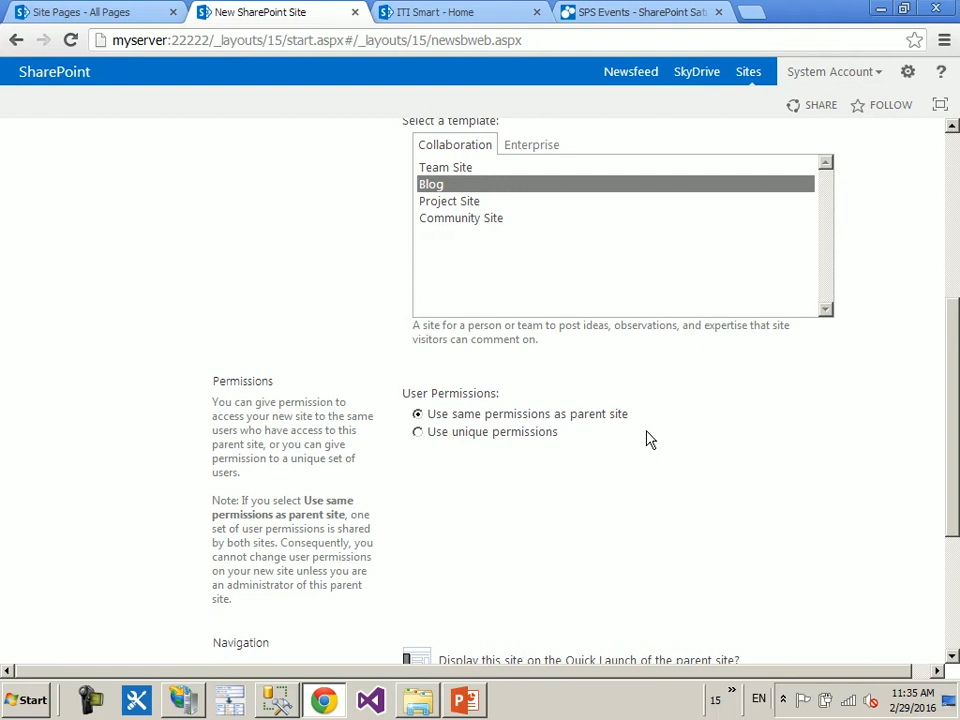 Site Pages - All Pages
New SharePoint Site
ITI Smart - Home
SPS Events - SharePoint Sat
myserver:22222/_layouts/15/start.aspx#/_layouts/15/newsbweb.aspx
SharePoint
Newsfeed
SkyDrive
Sites
System Account
SHARE
FOLLOW
Select a template:
Collaboration
Enterprise
Team Site
Blog
Project Site
Community Site
A site for a person or team to post ideas, observations, and expertise that site
visitors can comment on.
Permissions
You can give permission to
access your new site to the
same users who have access to this
parent site, or you can give
permission to a unique set of
users.
Note: If you select Use same
permissions as parent site, one
set of user permissions is shared
by both sites. Consequently, you
cannot change user permissions
on your new site unless you are
an administrator of this parent
site.
User Permissions:
Use same permissions as parent site
Use unique permissions
Navigation
Display this site on the Quick Launch of the parent site?
Start
15
EN
11:35 AM
2/29/2016